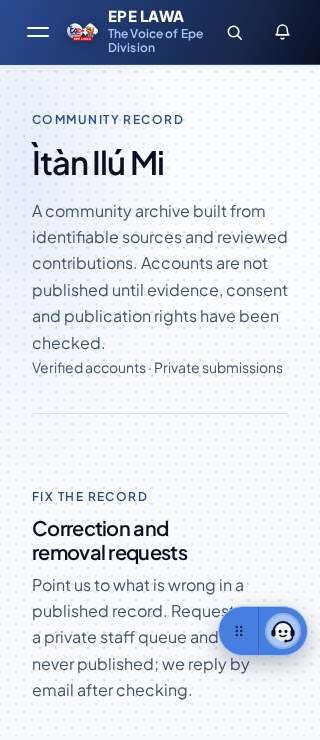 EPE LAWA
The Voice of Epe
Division
COMMUNITY RECORD
Ìtàn Ilú Mi
A community archive built from
identifiable sources and reviewed
contributions. Accounts are not
published until evidence, consent
and publication rights have been
checked.
Verified accounts · Private submissions
FIX THE RECORD
Correction and
removal requests
Point us to what is wrong in a
published record.
a private staff queue and
never published; we reply by
email after checking.